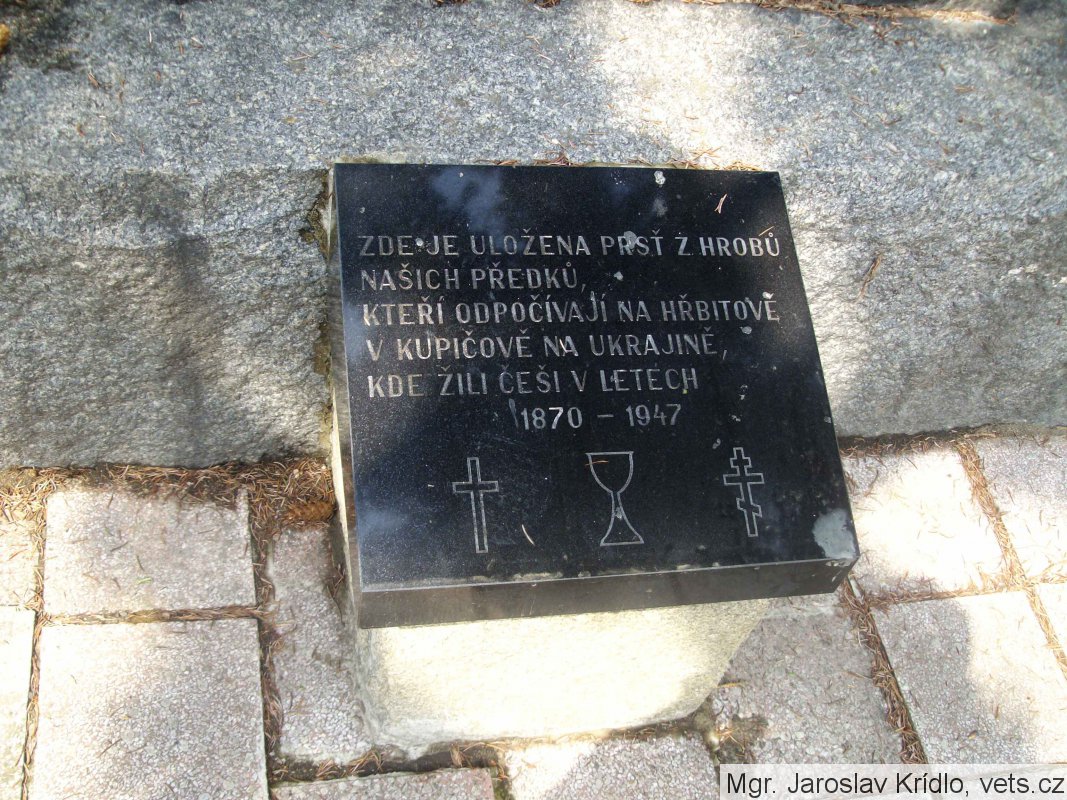 ZDE JE ULOŽENA PRSŤ Z HROBŮ
NAŠICH PŘEDKŮ,
KTEŘÍ ODPOČÍVAJÍ NA HŘBITOVĚ
V KUPIČOVĚ NA UKRAJINĚ,
KDE ŽILI ČEŠI V LETECH
1870 – 1947
Mgr. Jaroslav Krídlo, vets.cz